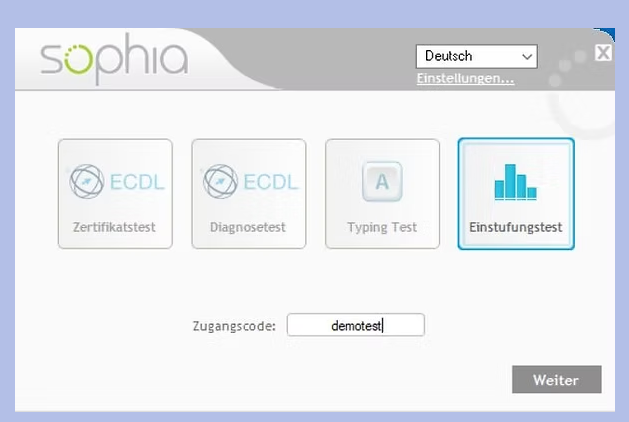 sophia
Deutsch
Einstellungen...
X
ECDL
Zertifikatstest
ECDL
Diagnosetest
A
Typing Test
Einstufungstest
Zugangscode:
demotest
Weiter